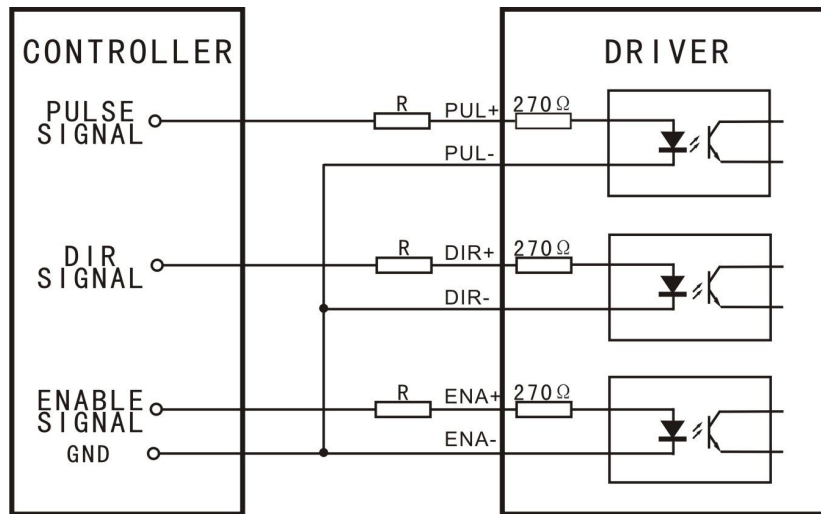 CONTROLLER
DRIVER
PULSE
SIGNAL
R
PUL+
270Ω
PUL-
DIR
SIGNAL
R
DIR+
270Ω
DIR-
ENABLE
SIGNAL
R
ENA+
270Ω
GND
ENA-